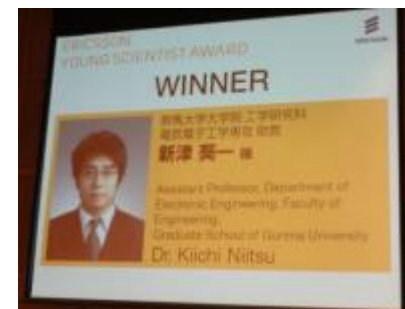 ERICSSON
YOUNG SCIENTIST AWARD
ERICSSON
WINNER
群馬大学大学院 工学研究科
電気電子工学専攻 助教
新津 葵一 様
Assistant Professor, Department of
Electronic Engineering, Faculty of
Engineering,
Graduate School of Gunma University
Dr. Kiichi Niitsu